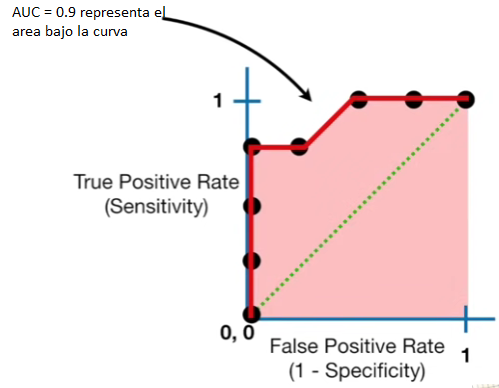 AUC = 0.9 representa el
area bajo la curva
1
True Positive Rate
(Sensitivity)
0, 0
False Positive Rate
1
(1 - Specificity)